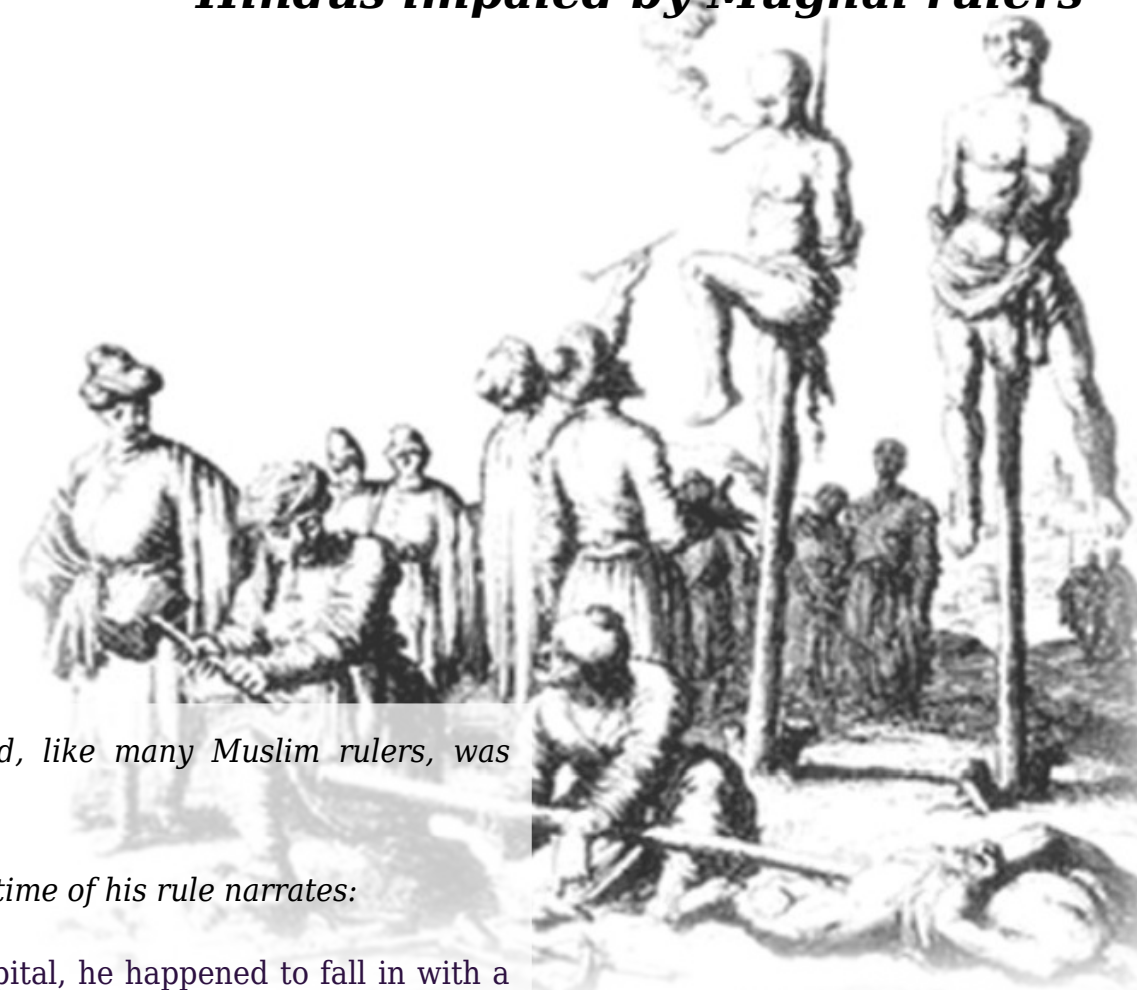 Hindus impaled by Mughal rulers
d, like many Muslim rulers, was
time of his rule narrates:
pital, he happened to fall in with a